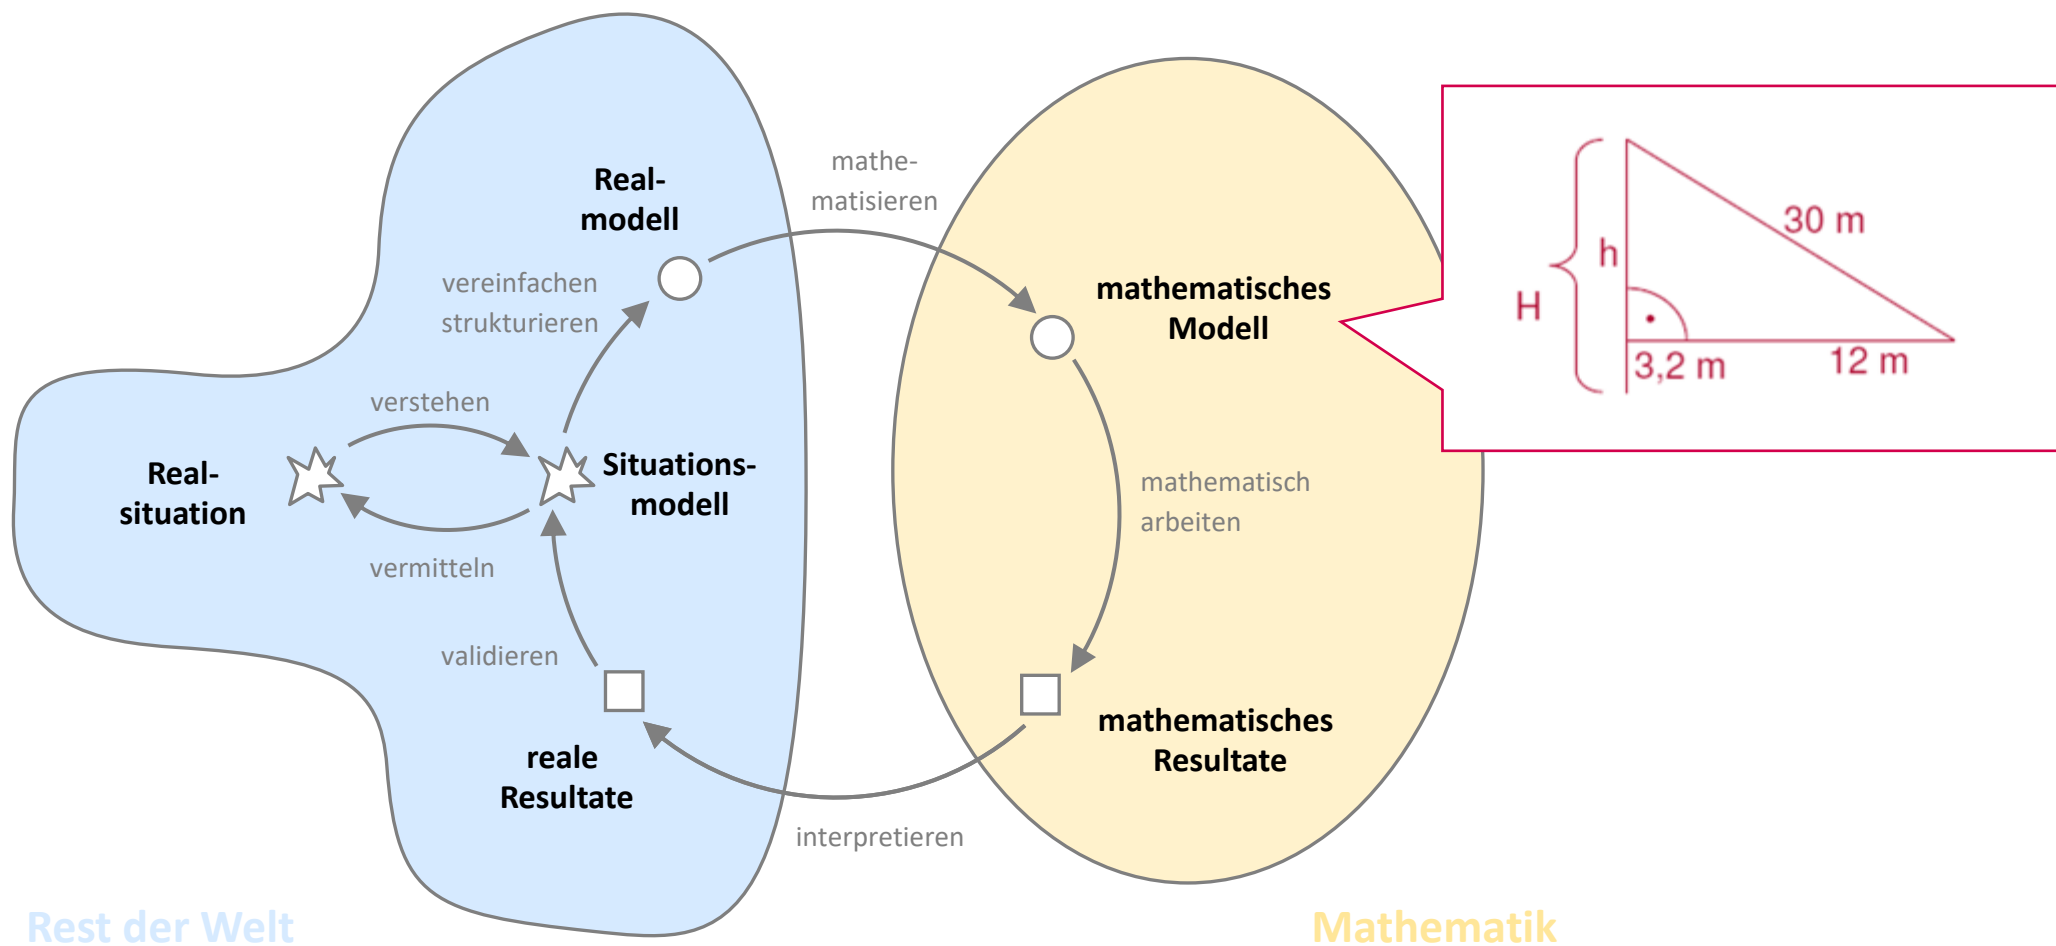 Real-
modell
mathe-
matisieren
vereinfachen
strukturieren
verstehen
Real-
situation
Situations-
modell
vermitteln
validieren
reale
Resultate
interpretieren
mathematisches
Modell
mathematisch
arbeiten
mathematisches
Resultate
30 m
h
H
3,2 m
12 m
Rest der Welt
Mathematik